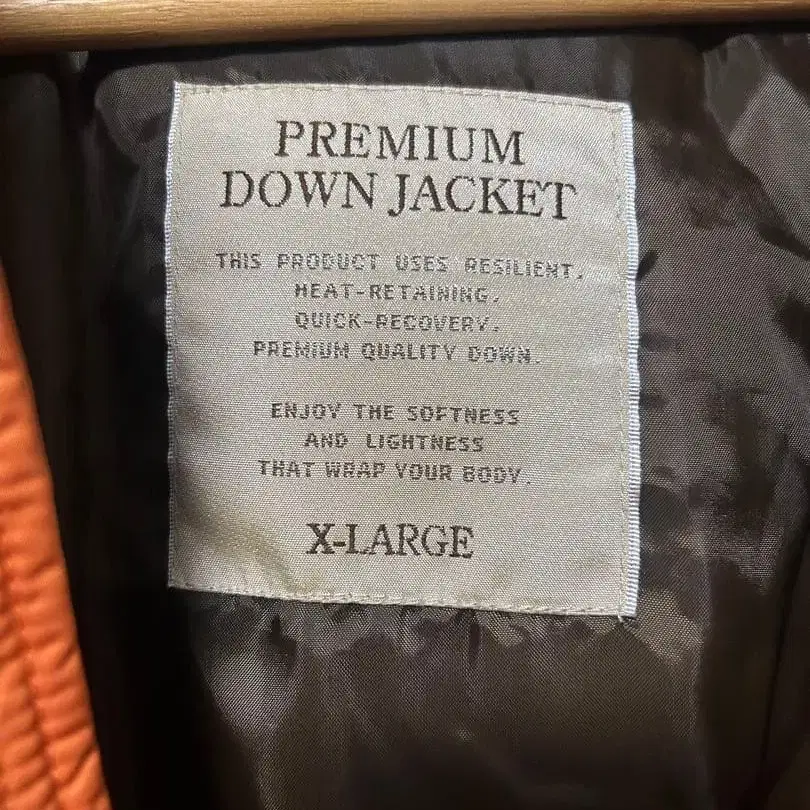 PREMIUM
DOWN JACKET
THIS PRODUCT USES RESILIENT,
HEAT-RETAINING,
QUICK-RECOVERY,
PREMIUM QUALITY DOWN.
ENJOY THE SOFTNESS
AND LIGHTNESS
THAT WRAP YOUR BODY.
X-LARGE